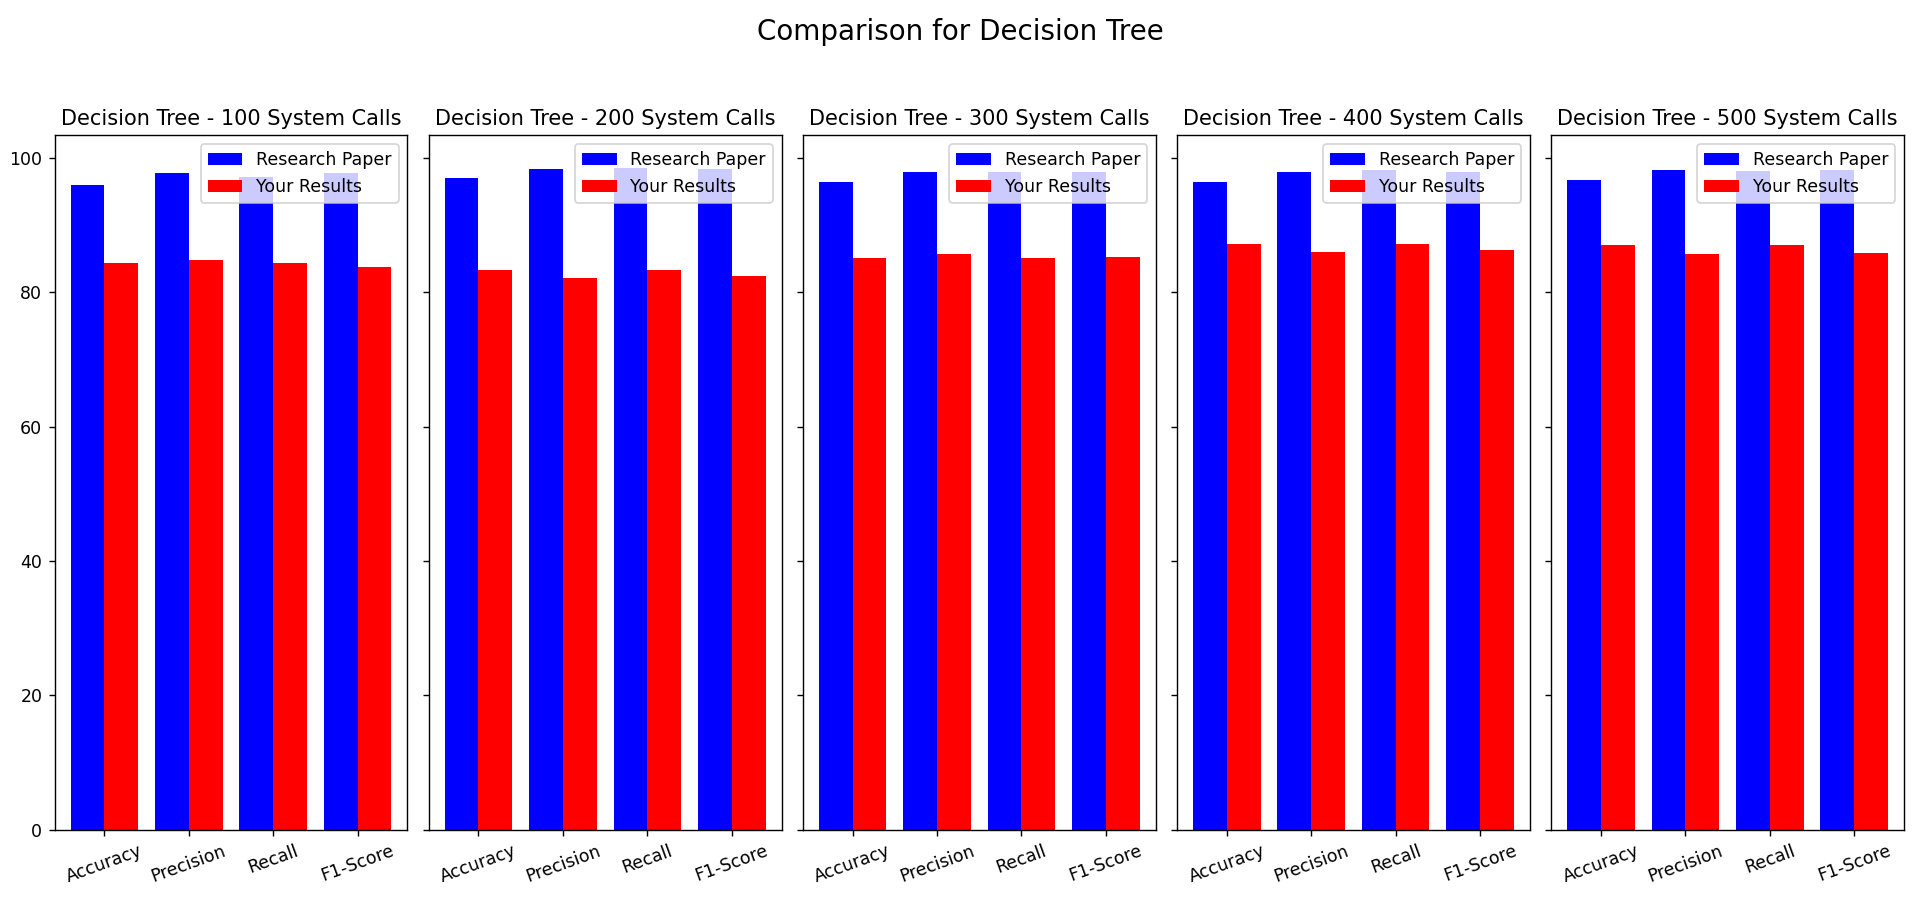 Comparison for Decision Tree
Decision Tree - 100 System Calls
Decision Tree - 200 System Calls
Decision Tree - 300 System Calls
Decision Tree - 400 System Calls
Decision Tree - 500 System Calls
Research Paper
Your Results
Research Paper
Your Results
Research Paper
Your Results
Research Paper
Your Results
Research Paper
Your Results
100
80
60
40
20
0
Accuracy
Precision
Recall
F1-Score
Accuracy
Precision
Recall
F1-Score
Accuracy
Precision
Recall
F1-Score
Accuracy
Precision
Recall
F1-Score
Accuracy
Precision
Recall
F1-Score